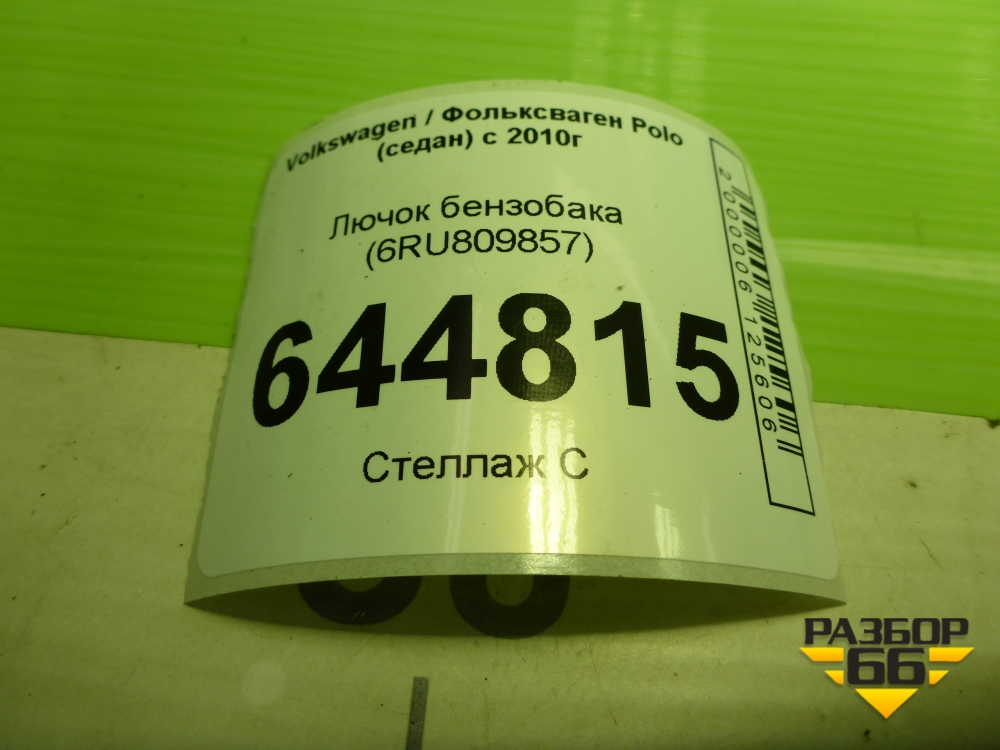 Volkswagen / Фольксваген Polo
(седан) с 2010г
Лючок бензобака
(6RU809857)
644815
Стеллаж С
2000006125606
РАЗБОР
66